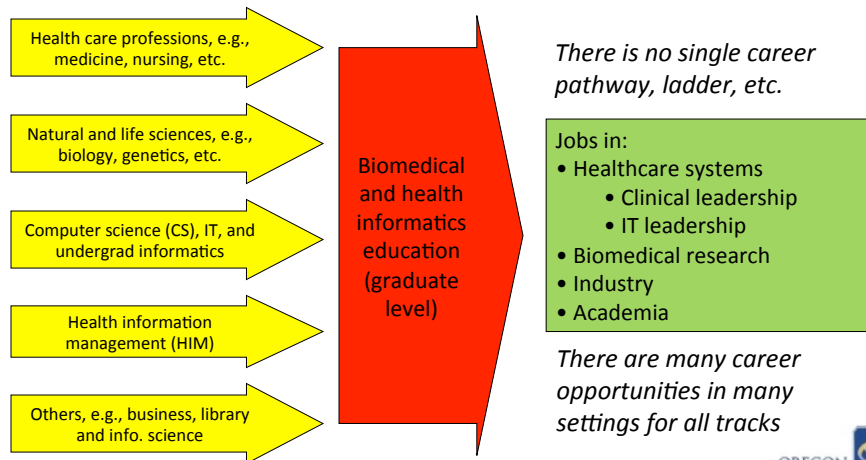 Health care professions, e.g.,
medicine, nursing, etc.
Natural and life sciences, e.g.,
biology, genetics, etc.
Computer science (CS), IT, and
undergrad informatics
Health information
management (HIM)
Others, e.g., business, library
and info. science
Biomedical
and health
informatics
education
(graduate
level)
There is no single career
pathway, ladder, etc.
Jobs in:
• Healthcare systems
• Clinical leadership
• IT leadership
• Biomedical research
• Industry
• Academia
There are many career
opportunities in many
settings for all tracks
OREGON